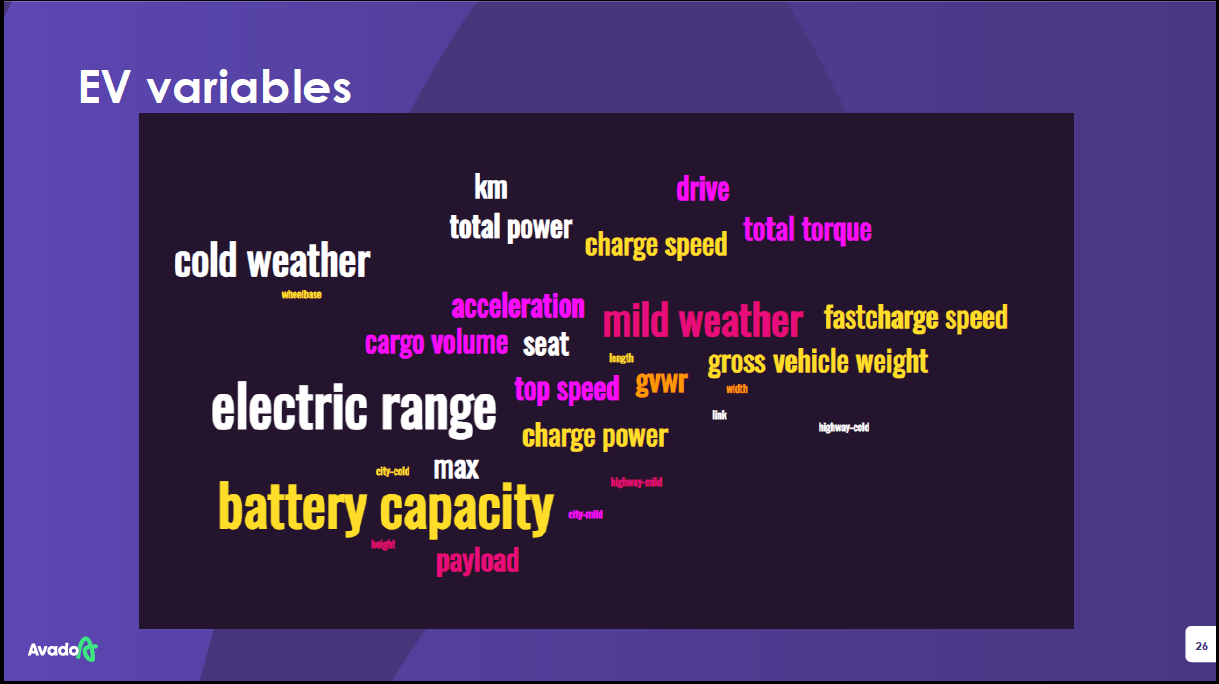 EV variables
km
drive
total power
charge speed
total torque
cold weather
wheelbase
acceleration
mild weather
fastcharge speed
cargo volume
seat
length
gross vehicle weight
electric range
top speed
gvwr
width
link
highway-cold
charge power
city-cold
max
highway-mild
battery capacity
city-mild
height
payload
Avado
26